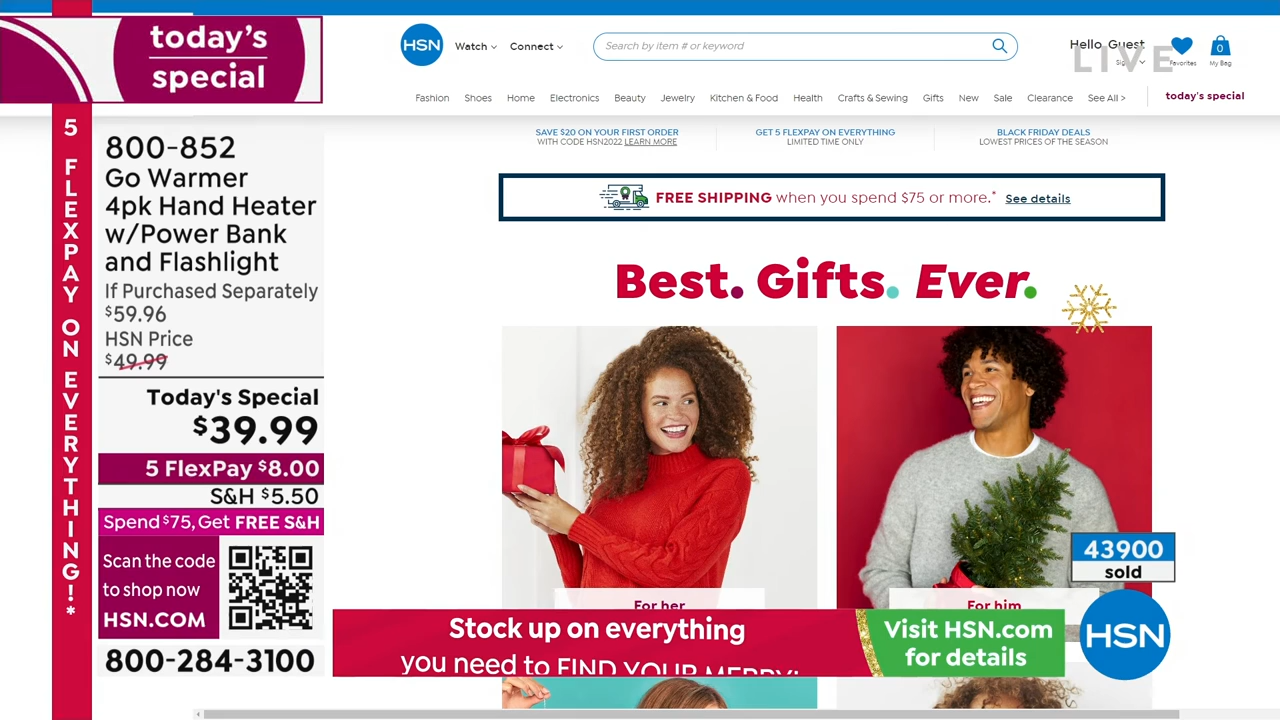 today's
special
5 FLEXPAY ON EVERYTHING!*
800-852
Go Warmer
4pk Hand Heater
w/Power Bank
and Flashlight
If Purchased Separately
$59.96
HSN Price
$49.99
Today's Special
$39.99
5 FlexPay $8.00
S&H $5.50
Spend $75, Get FREE S&H
Scan the code
to shop now
HSN.COM
800-284-3100
HSN
Watch
Connect
Search by item # or keyword
Hello, Guest
LIVE
Favorites
My Bag
Fashion Shoes Home Electronics Beauty Jewelry Kitchen & Food Health Crafts & Sewing Gifts New Sale Clearance See All >
today's special
SAVE $20 ON YOUR FIRST ORDER
WITH CODE HSN2022 LEARN MORE
GET 5 FLEXPAY ON EVERYTHING
LIMITED TIME ONLY
BLACK FRIDAY DEALS
LOWEST PRICES OF THE SEASON
FREE SHIPPING when you spend $75 or more.* See details
Best. Gifts. Ever.
For her
For him
43900
sold
Stock up on everything
you need to FIND YOUR MERRY!
Visit HSN.com
for details
HSN